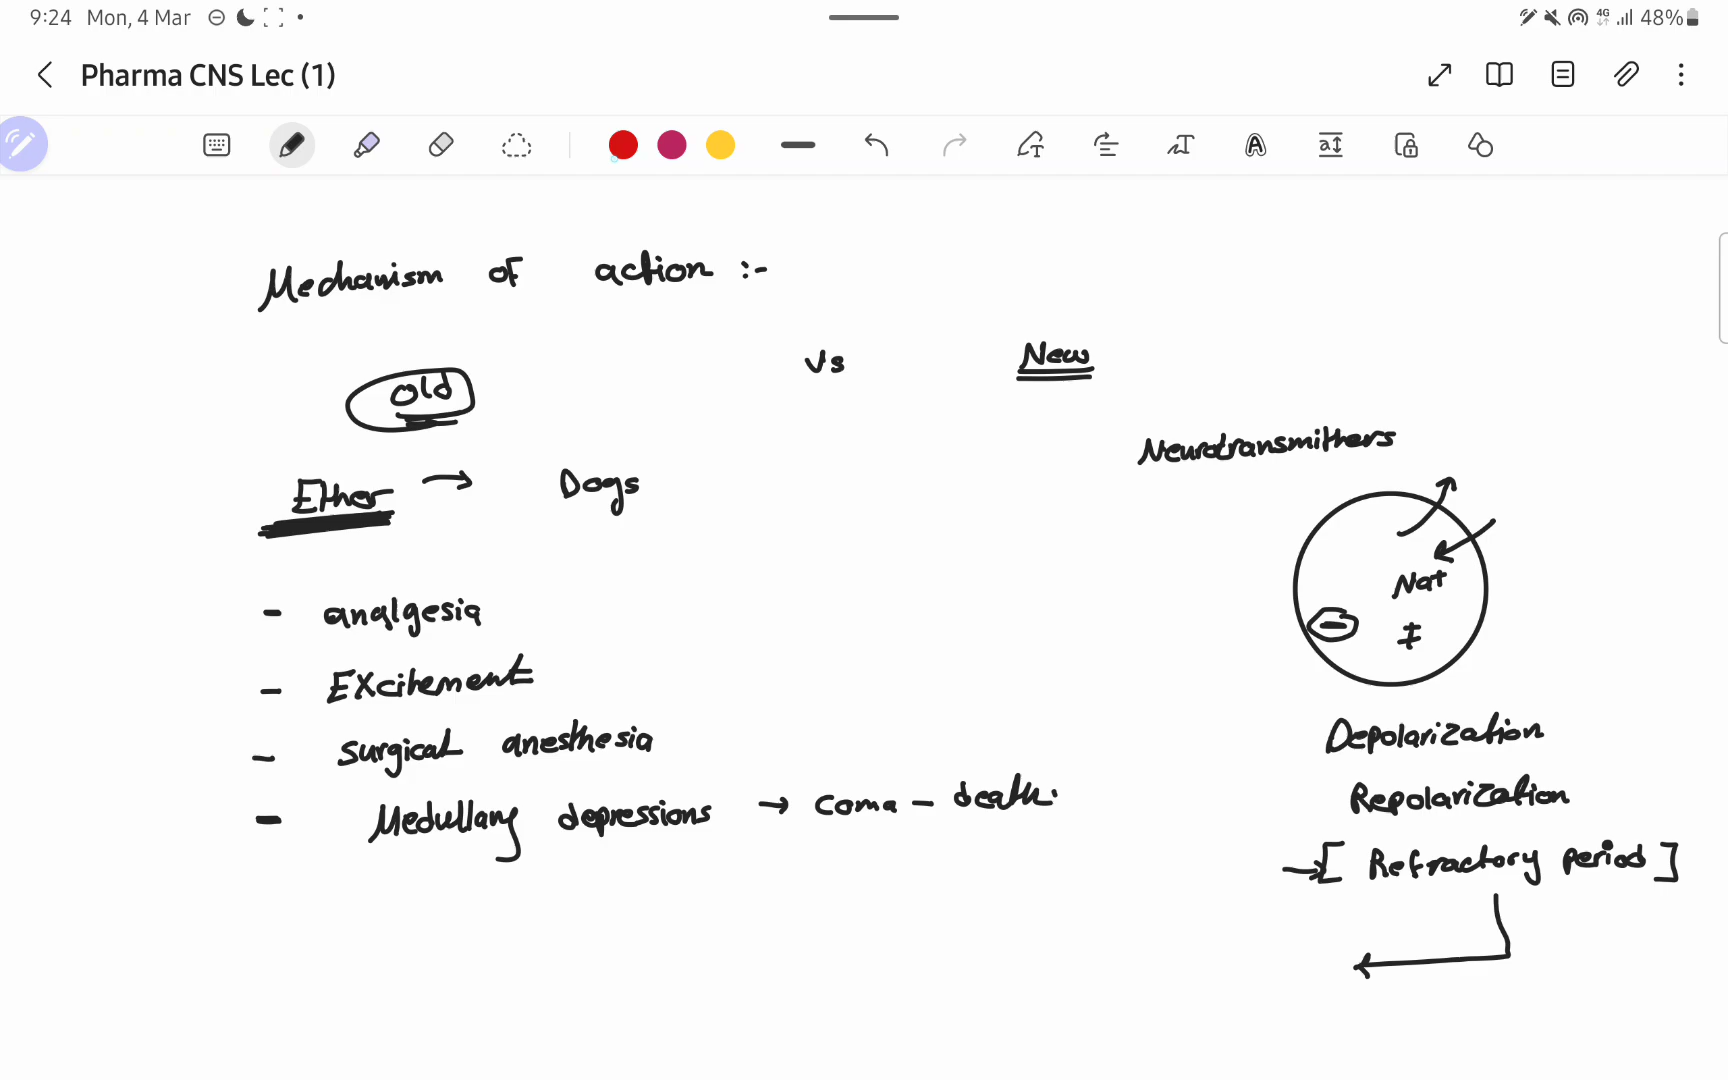 9:24 Mon, 4 Mar
4G 48%
Pharma CNS Lec (1)
Mechanism of action :-
old Vs New
Ether → Dogs
- analgesia
- EXcitement
- surgical anesthesia
- Medullary depressions → coma - death.
Neurotransmitters
Na+
Depolarization
Repolarization
→ [ Refractory period ]